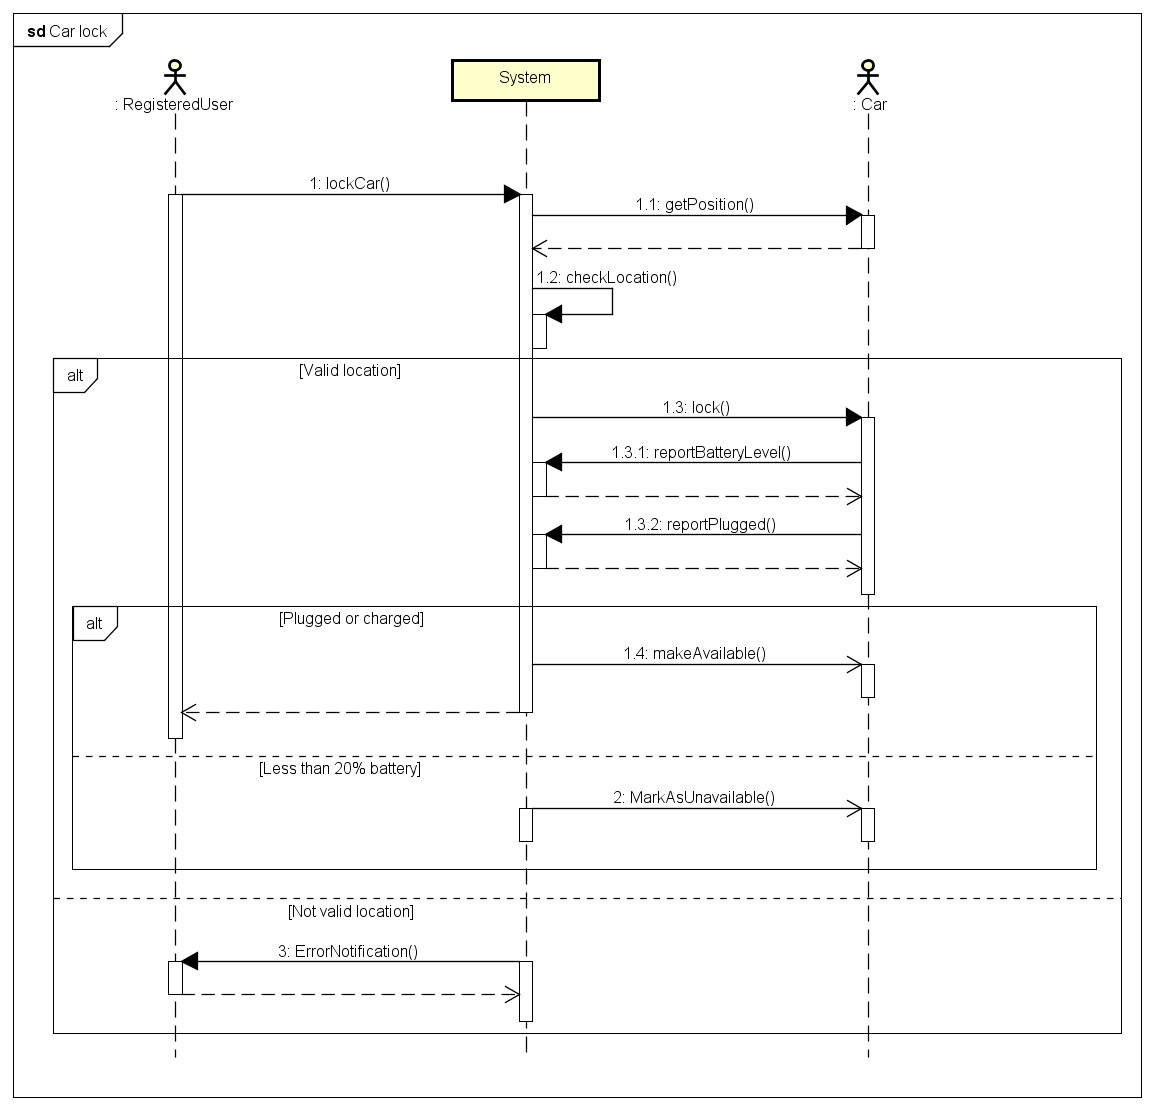 sd Car lock
: RegisteredUser
System
: Car
1: lockCar()
1.1: getPosition()
1.2: checkLocation()
alt
[Valid location]
1.3: lock()
1.3.1: reportBatteryLevel()
1.3.2: reportPlugged()
alt
[Plugged or charged]
1.4: makeAvailable()
[Less than 20% battery]
2: MarkAsUnavailable()
[Not valid location]
3: ErrorNotification()